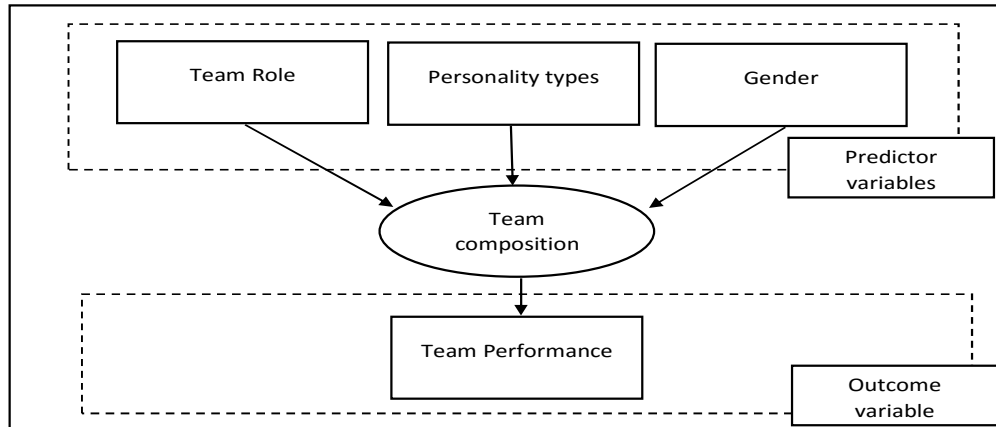 Team Role
Personality types
Gender
Predictor
variables
Team
composition
Team Performance
Outcome
variable